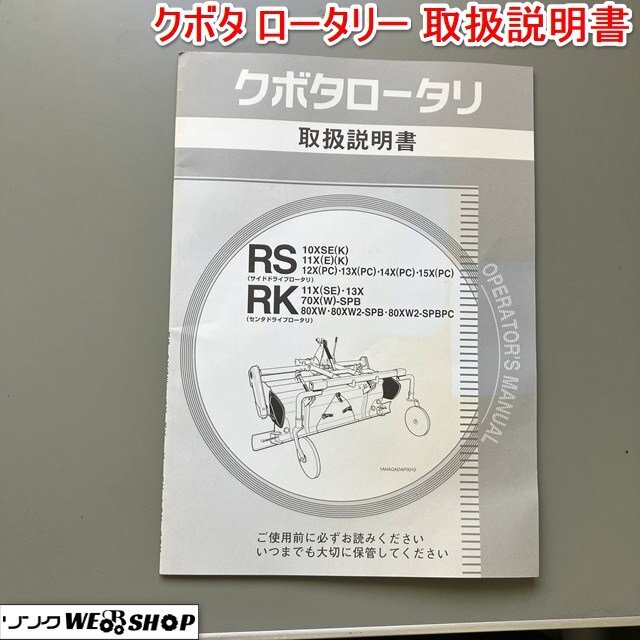 クボタ ロータリー 取扱説明書
クボタロータリ
取扱説明書
RS
(サイドドライブロータリ)
10XSE(K)
11X(E)(K)
12X(PC)・13X(PC)・14X(PC)・15X(PC)
RK
(センタドライブロータリ)
11X(SE)・13X
70X(W)-SPB
80XW・80XW2-SPB・80XW2-SPBPC
OPERATOR'S MANUAL
1AHAGADAP0010
ご使用前に必ずお読みください
いつまでも大切に保管してください
リンク WEB SHOP